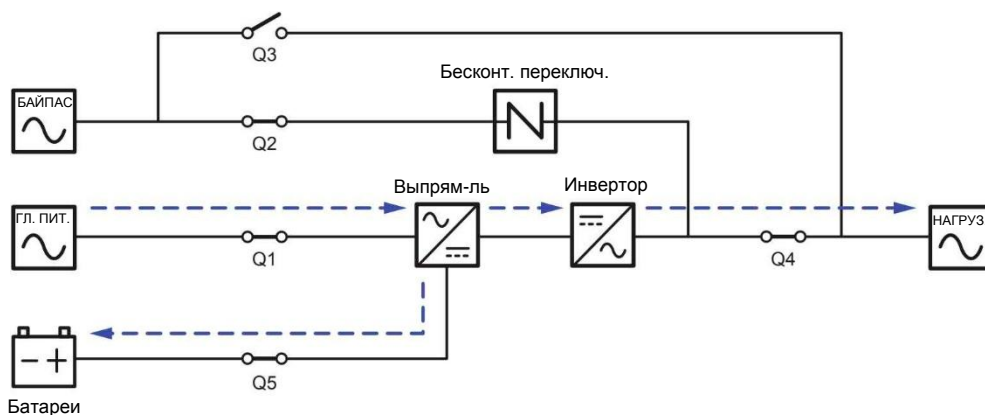 Q3
Бесконт. переключ.
БАЙПАС
Q2
Выпрям-ль
Инвертор
ГЛ. ПИТ.
НАГРУЗ
Q1
Q4
Q5
Батареи